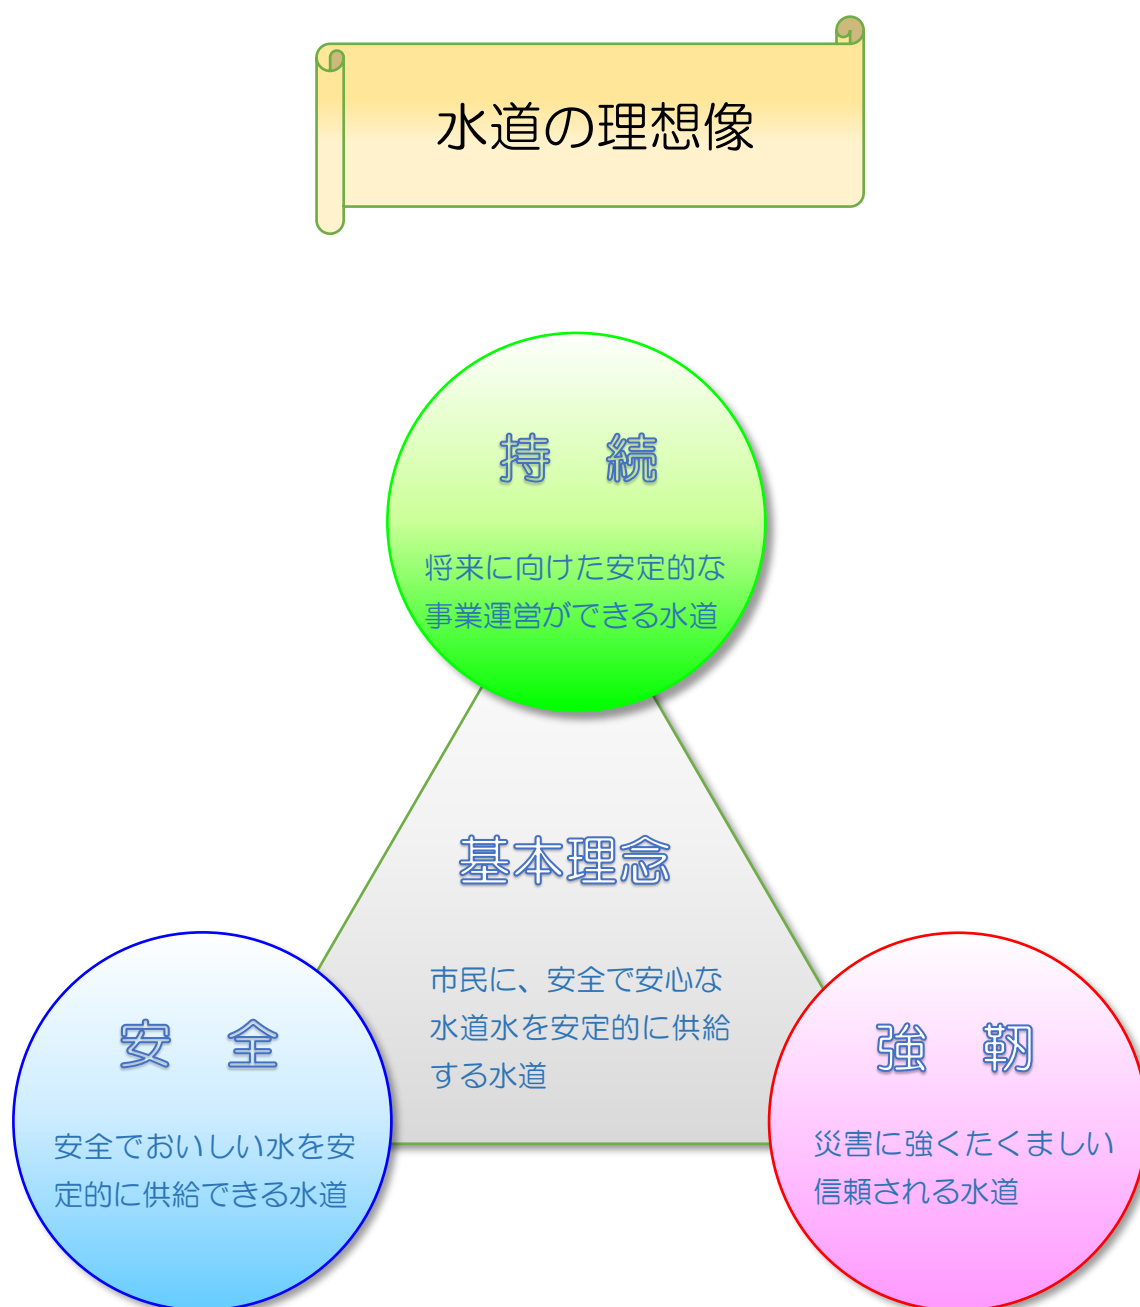 水道の理想像
持　続
将来に向けた安定的な
事業運営ができる水道
基本理念
市民に、安全で安心な
水道水を安定的に供給
する水道
安　全
安全でおいしい水を安
定的に供給できる水道
強　靭
災害に強くたくましい
信頼される水道